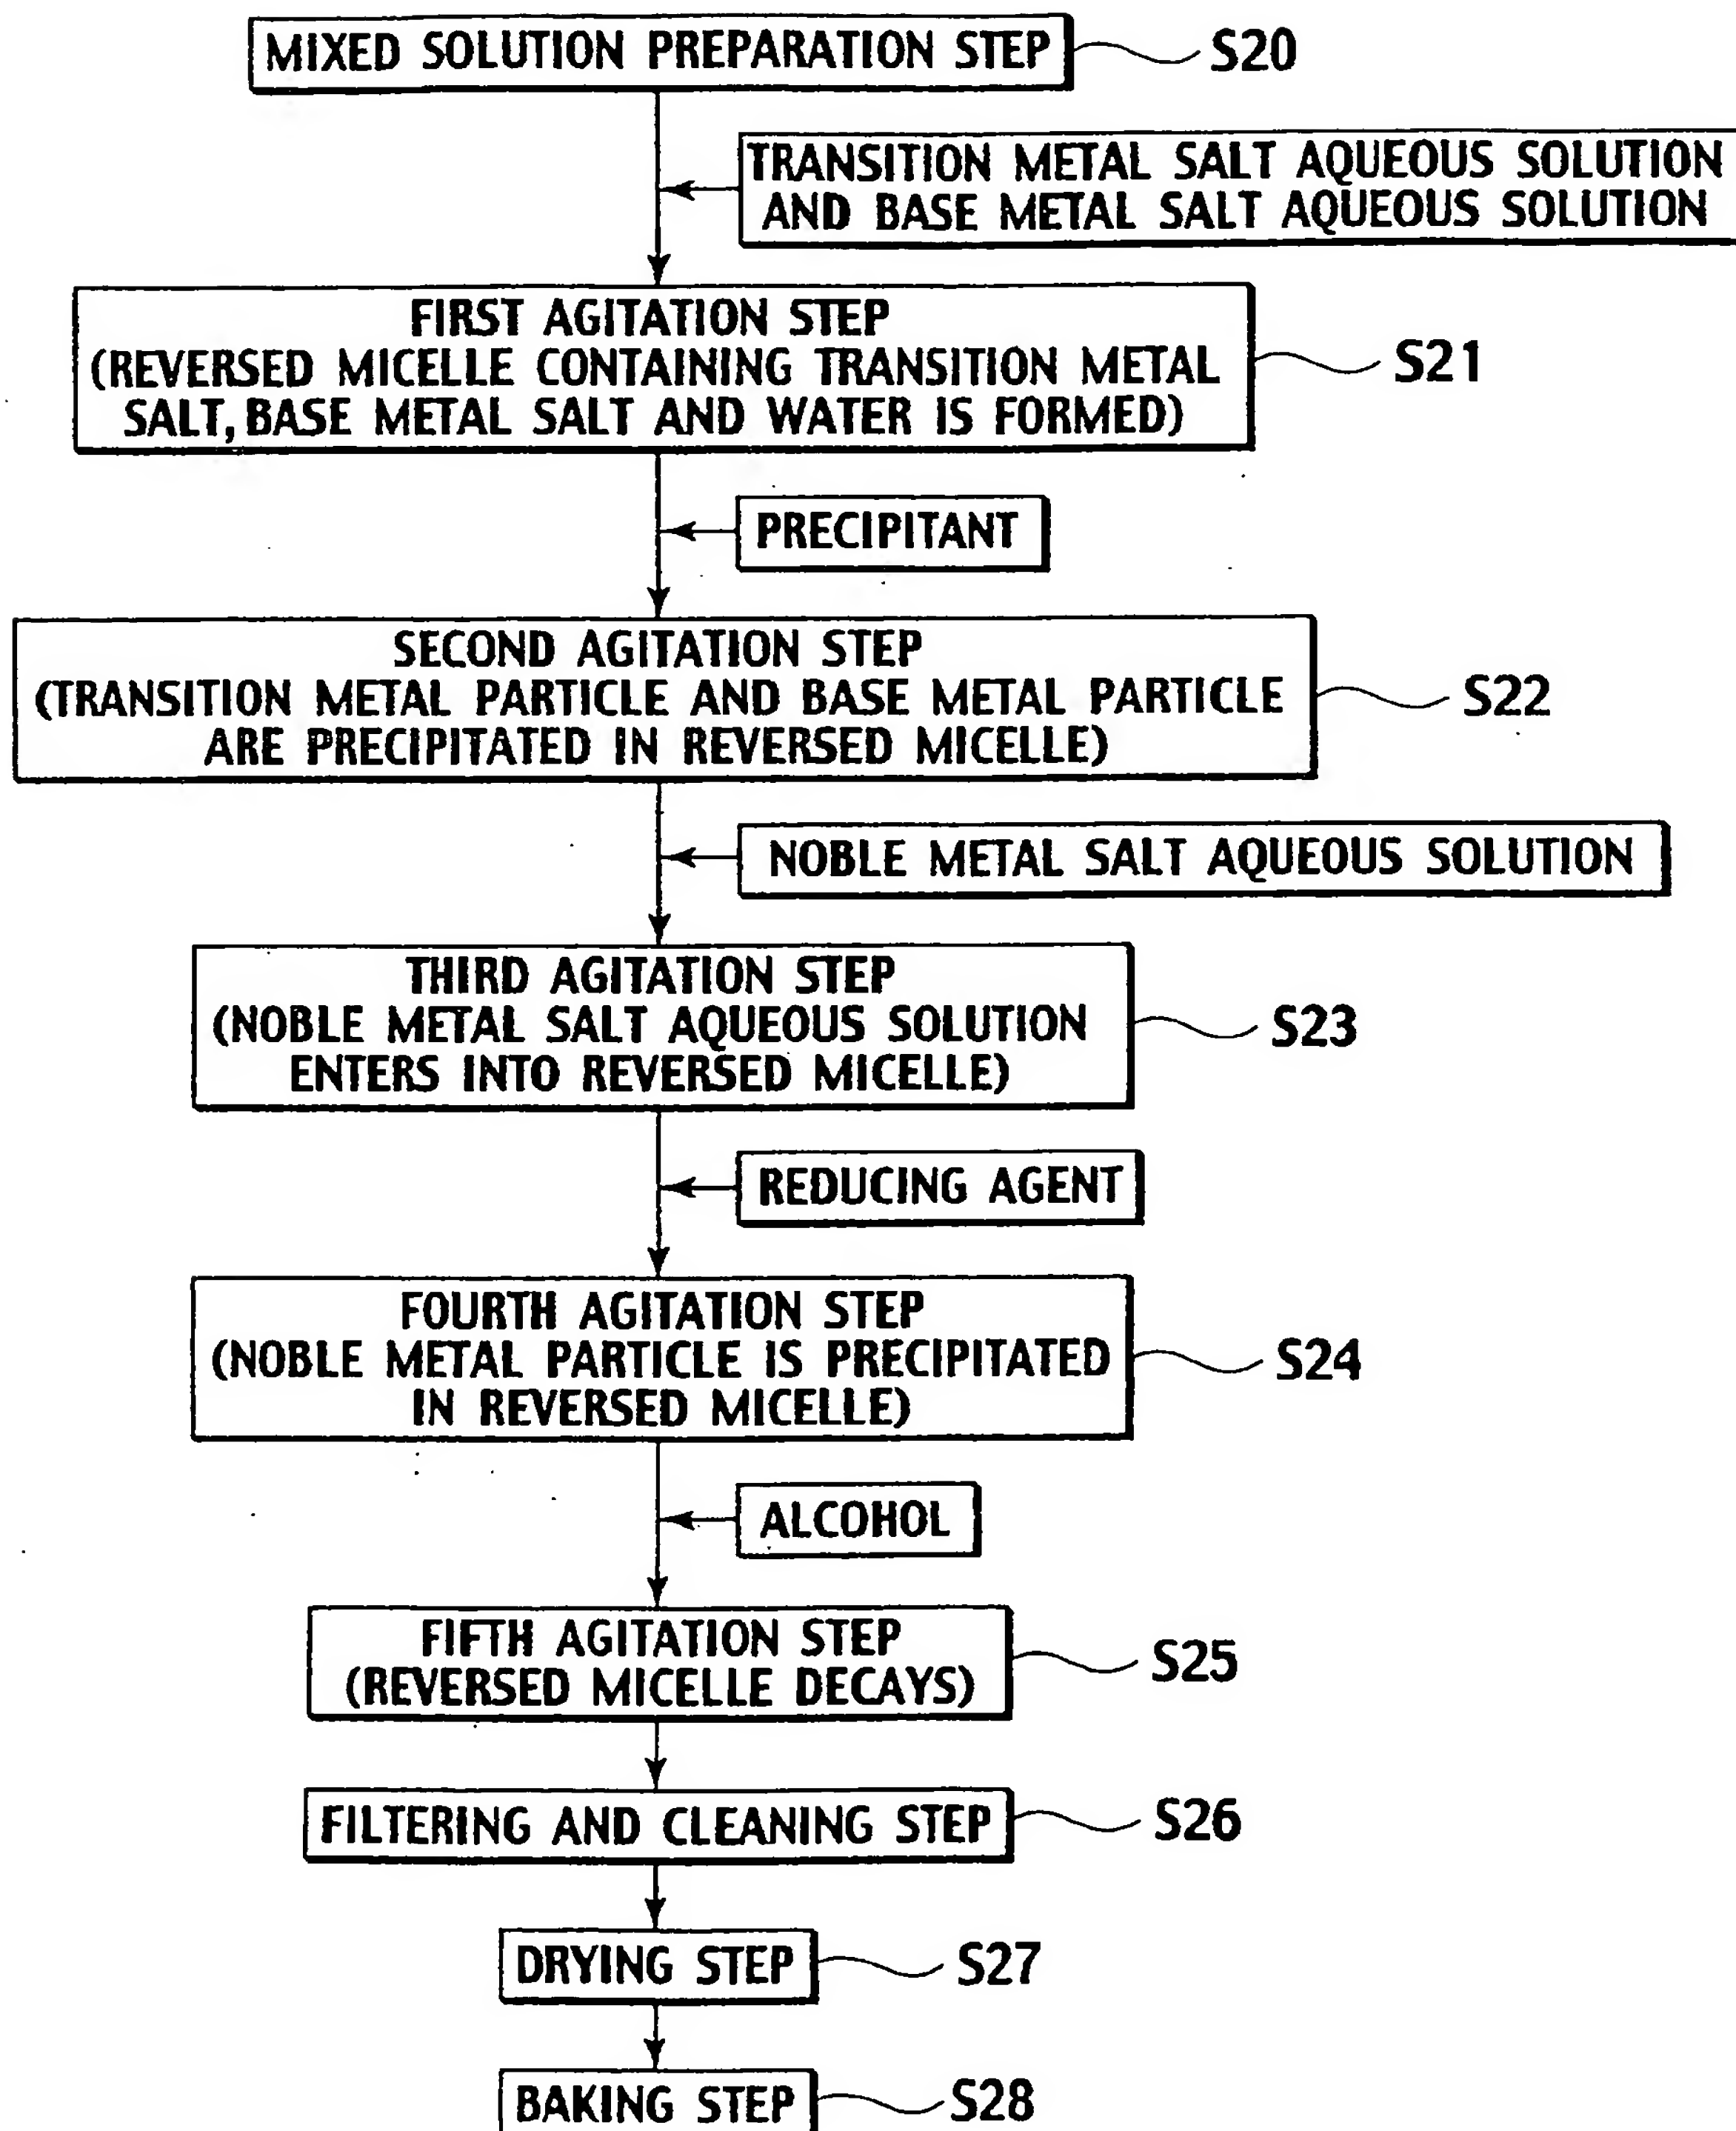 MIXED SOLUTION PREPARATION STEP
S20
TRANSITION METAL SALT AQUEOUS SOLUTION
AND BASE METAL SALT AQUEOUS SOLUTION
FIRST AGITATION STEP
(REVERSED MICELLE CONTAINING TRANSITION METAL
SALT, BASE METAL SALT AND WATER IS FORMED)
S21
PRECIPITANT
SECOND AGITATION STEP
(TRANSITION METAL PARTICLE AND BASE METAL PARTICLE
ARE PRECIPITATED IN REVERSED MICELLE)
S22
NOBLE METAL SALT AQUEOUS SOLUTION
THIRD AGITATION STEP
(NOBLE METAL SALT AQUEOUS SOLUTION
ENTERS INTO REVERSED MICELLE)
S23
REDUCING AGENT
FOURTH AGITATION STEP
(NOBLE METAL PARTICLE IS PRECIPITATED
IN REVERSED MICELLE)
S24
ALCOHOL
FIFTH AGITATION STEP
(REVERSED MICELLE DECAYS)
S25
FILTERING AND CLEANING STEP
S26
DRYING STEP
S27
BAKING STEP
S28